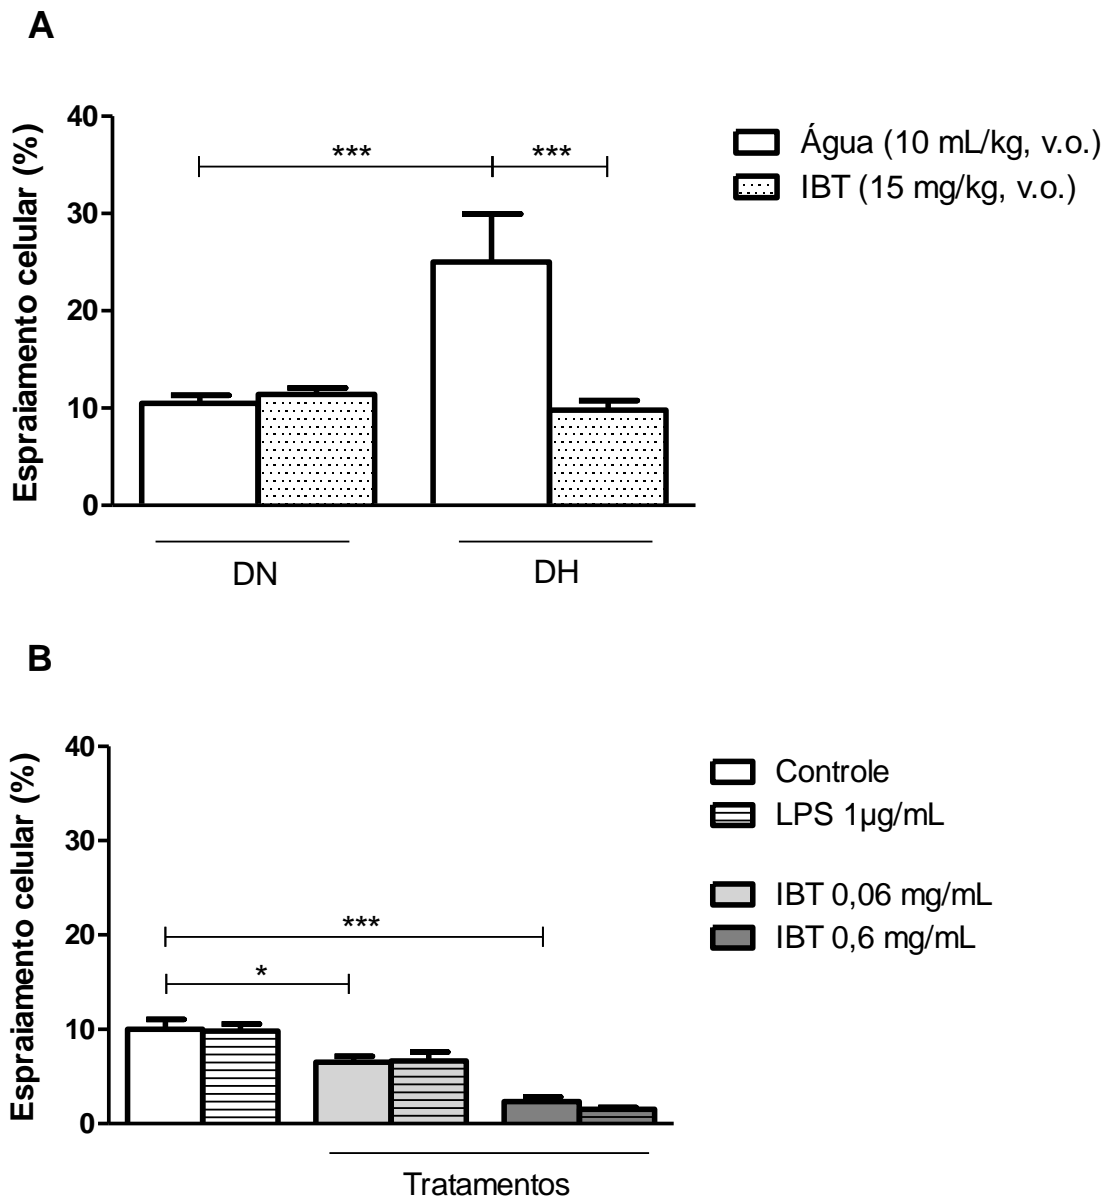 A
Espraiamento celular (%)
40
30
20
10
0
***
***
Água (10 mL/kg, v.o.)
IBT (15 mg/kg, v.o.)
DN
DH
B
Espraiamento celular (%)
40
30
20
10
0
***
*
Controle
LPS 1µg/mL
IBT 0,06 mg/mL
IBT 0,6 mg/mL
Tratamentos